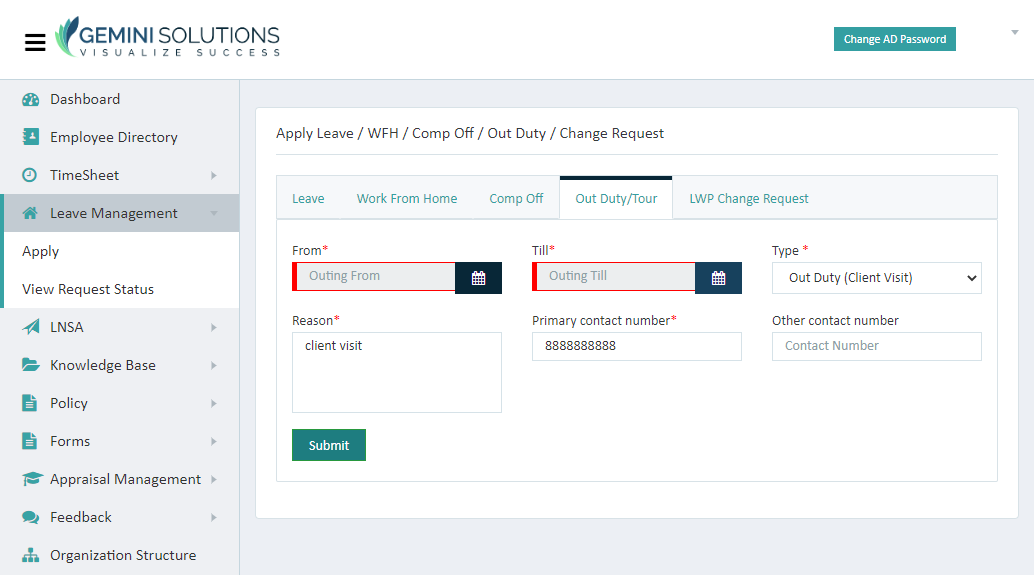 GEMINI SOLUTIONS
VISUALIZE SUCCESS
Change AD Password
Dashboard
Employee Directory
TimeSheet
Leave Management
Apply
View Request Status
LNSA
Knowledge Base
Policy
Forms
Appraisal Management
Feedback
Organization Structure
Apply Leave / WFH / Comp Off / Out Duty / Change Request
Leave Work From Home Comp Off Out Duty/Tour LWP Change Request
From* Till* Type *
Outing From Outing Till Out Duty (Client Visit)
Reason* Primary contact number* Other contact number
client visit 8888888888 Contact Number
Submit